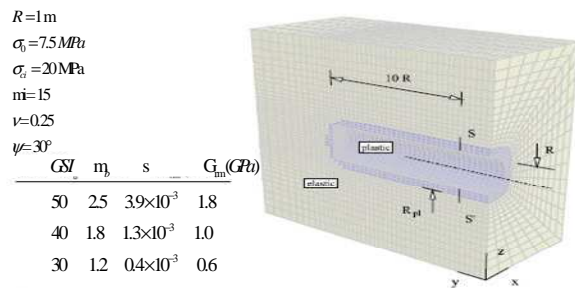 R=1m
σ₀=7.5MPa
σci=20MPa
mi=15
ν=0.25
ψ=30°
GSI mb s Grm(GPa)
50 2.5 3.9×10⁻³ 1.8
40 1.8 1.3×10⁻³ 1.0
30 1.2 0.4×10⁻³ 0.6
10 R
S
R
plastic
elastic
Rpl
S'
z
y
x